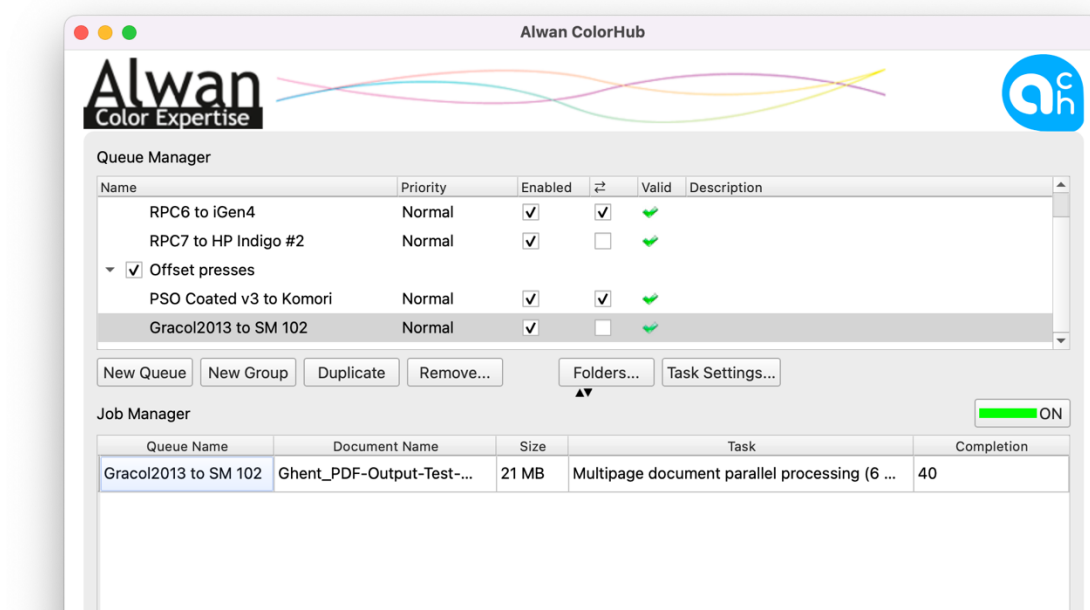 Alwan ColorHub
Alwan
Color Expertise
ach
Queue Manager
Name Priority Enabled ⇄ Valid Description
RPC6 to iGen4 Normal
RPC7 to HP Indigo #2 Normal
Offset presses
PSO Coated v3 to Komori Normal
Gracol2013 to SM 102 Normal
New Queue New Group Duplicate Remove... Folders... Task Settings...
Job Manager ON
Queue Name Document Name Size Task Completion
Gracol2013 to SM 102 Ghent_PDF-Output-Test-... 21 MB Multipage document parallel processing (6 ... 40